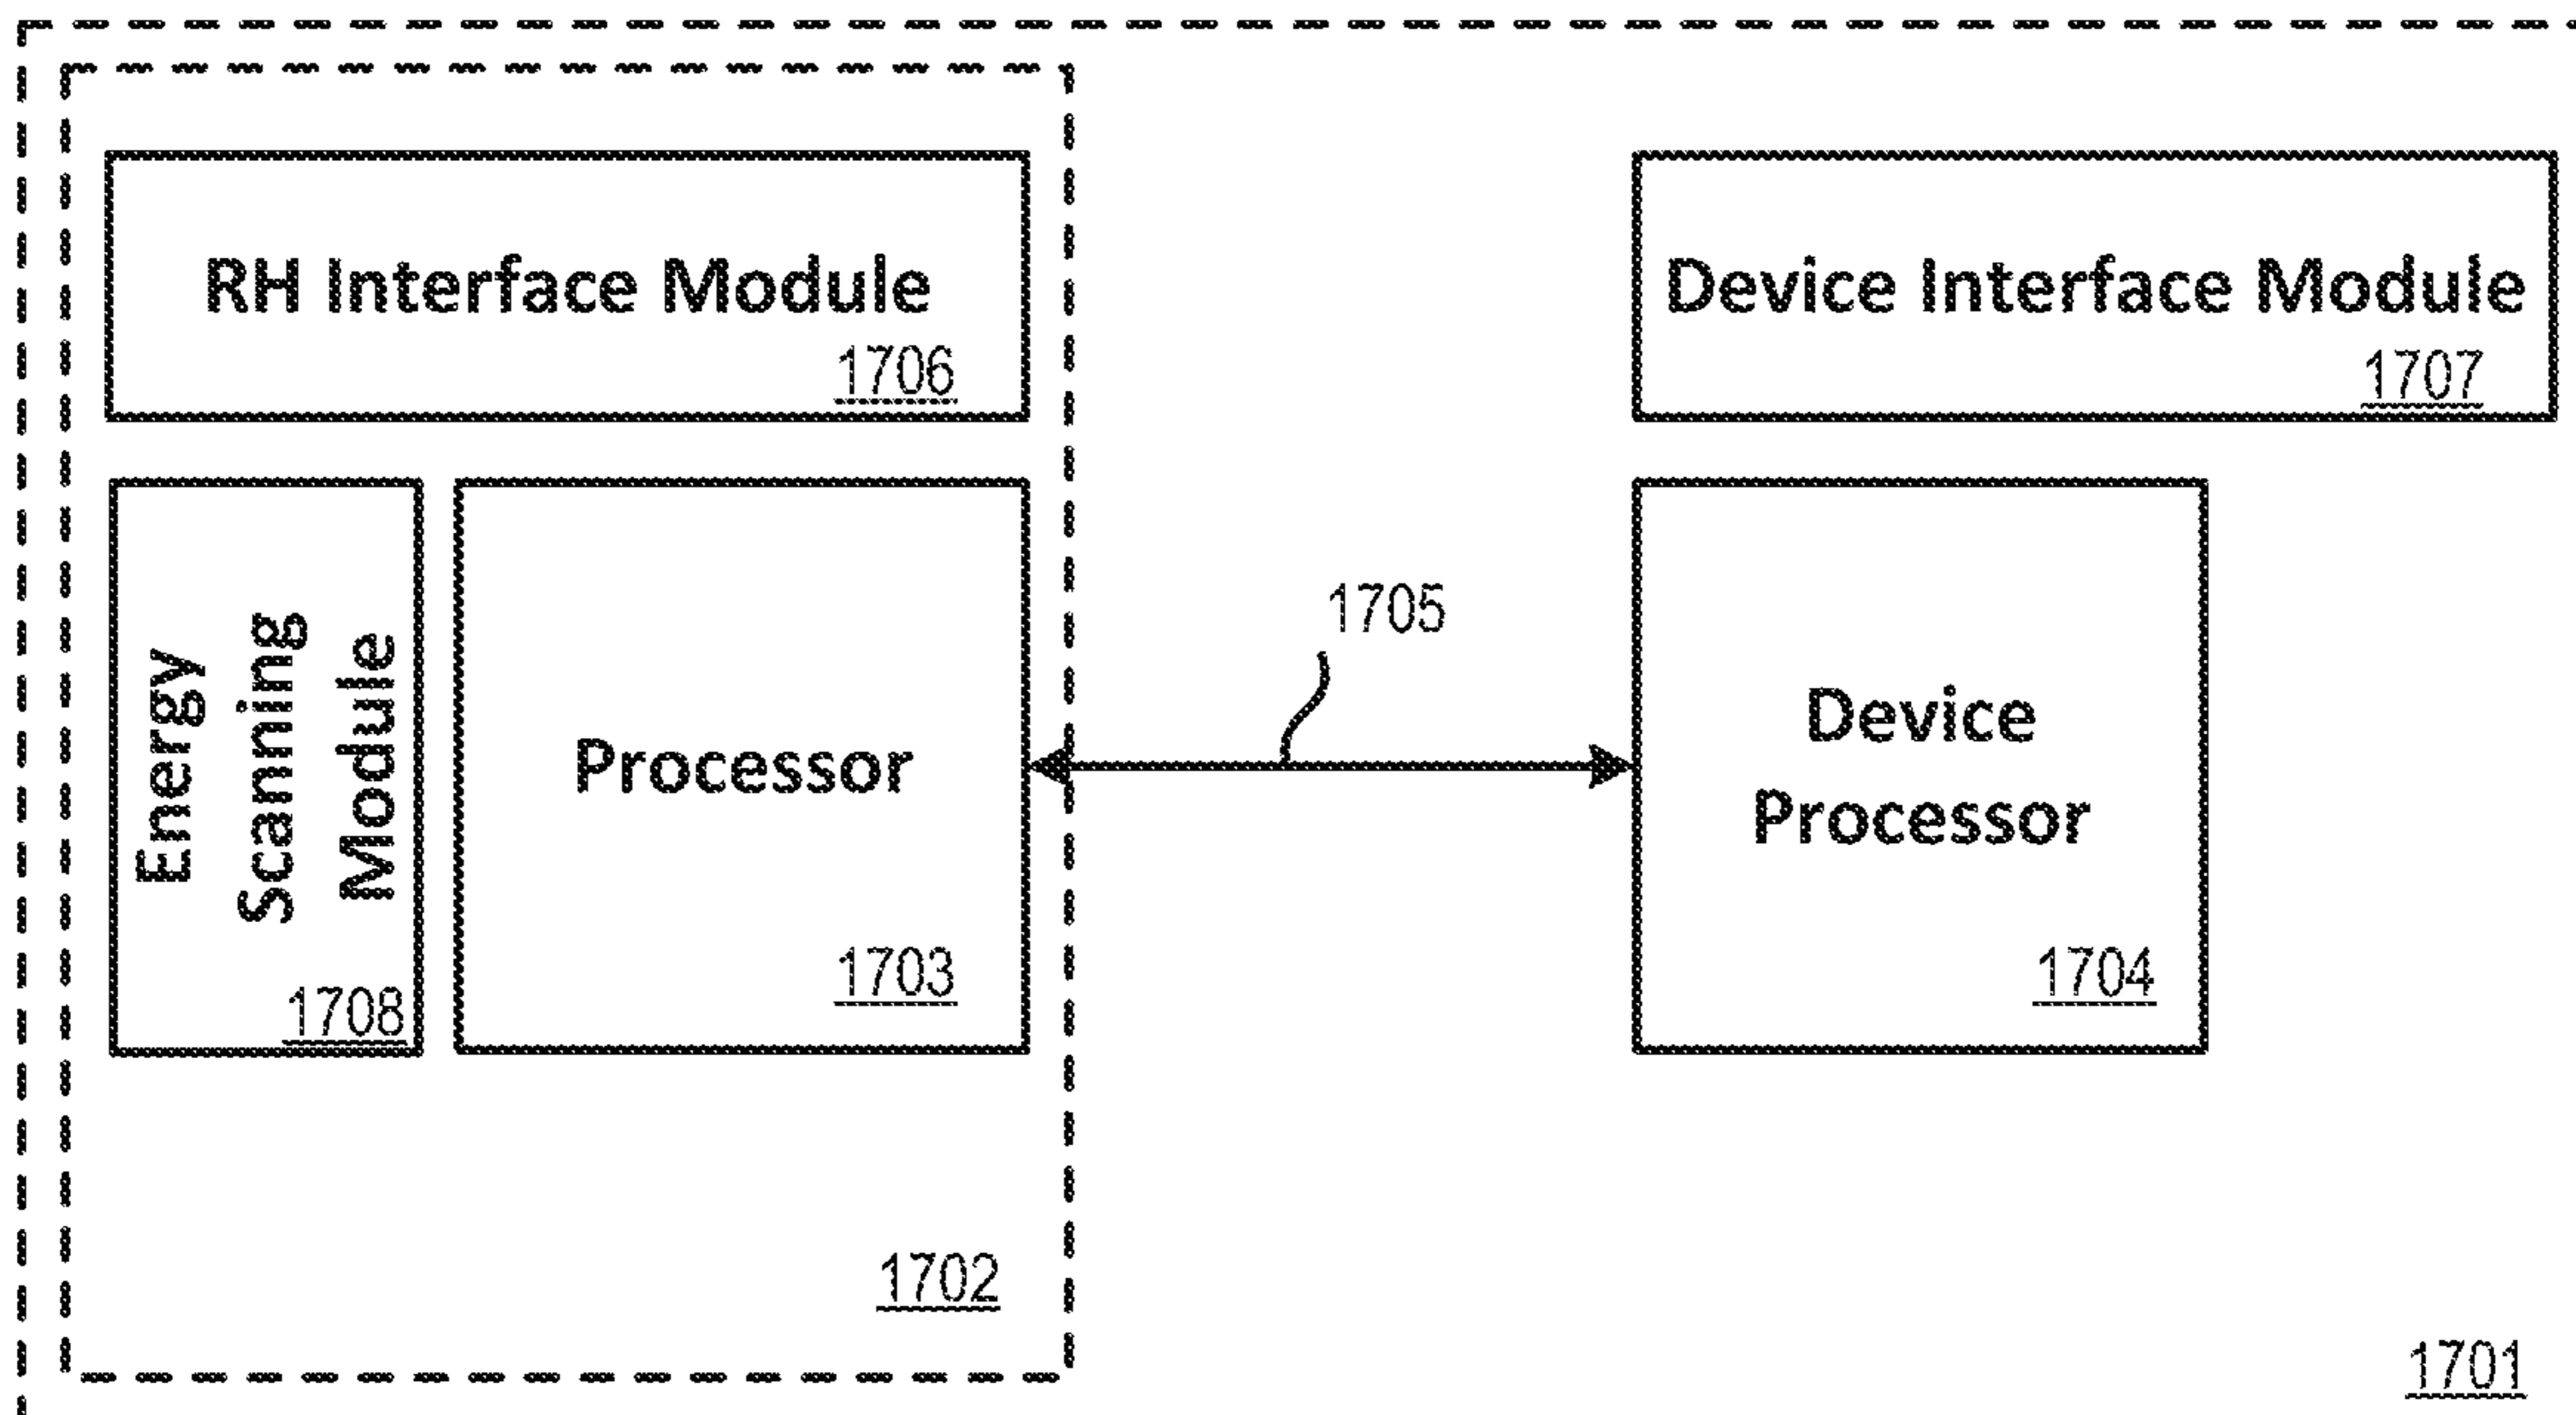 RH Interface Module
1706
Device Interface Module
1707
Energy
Scanning
Module
1708
Processor
1703
1705
Device
Processor
1704
1702
1701